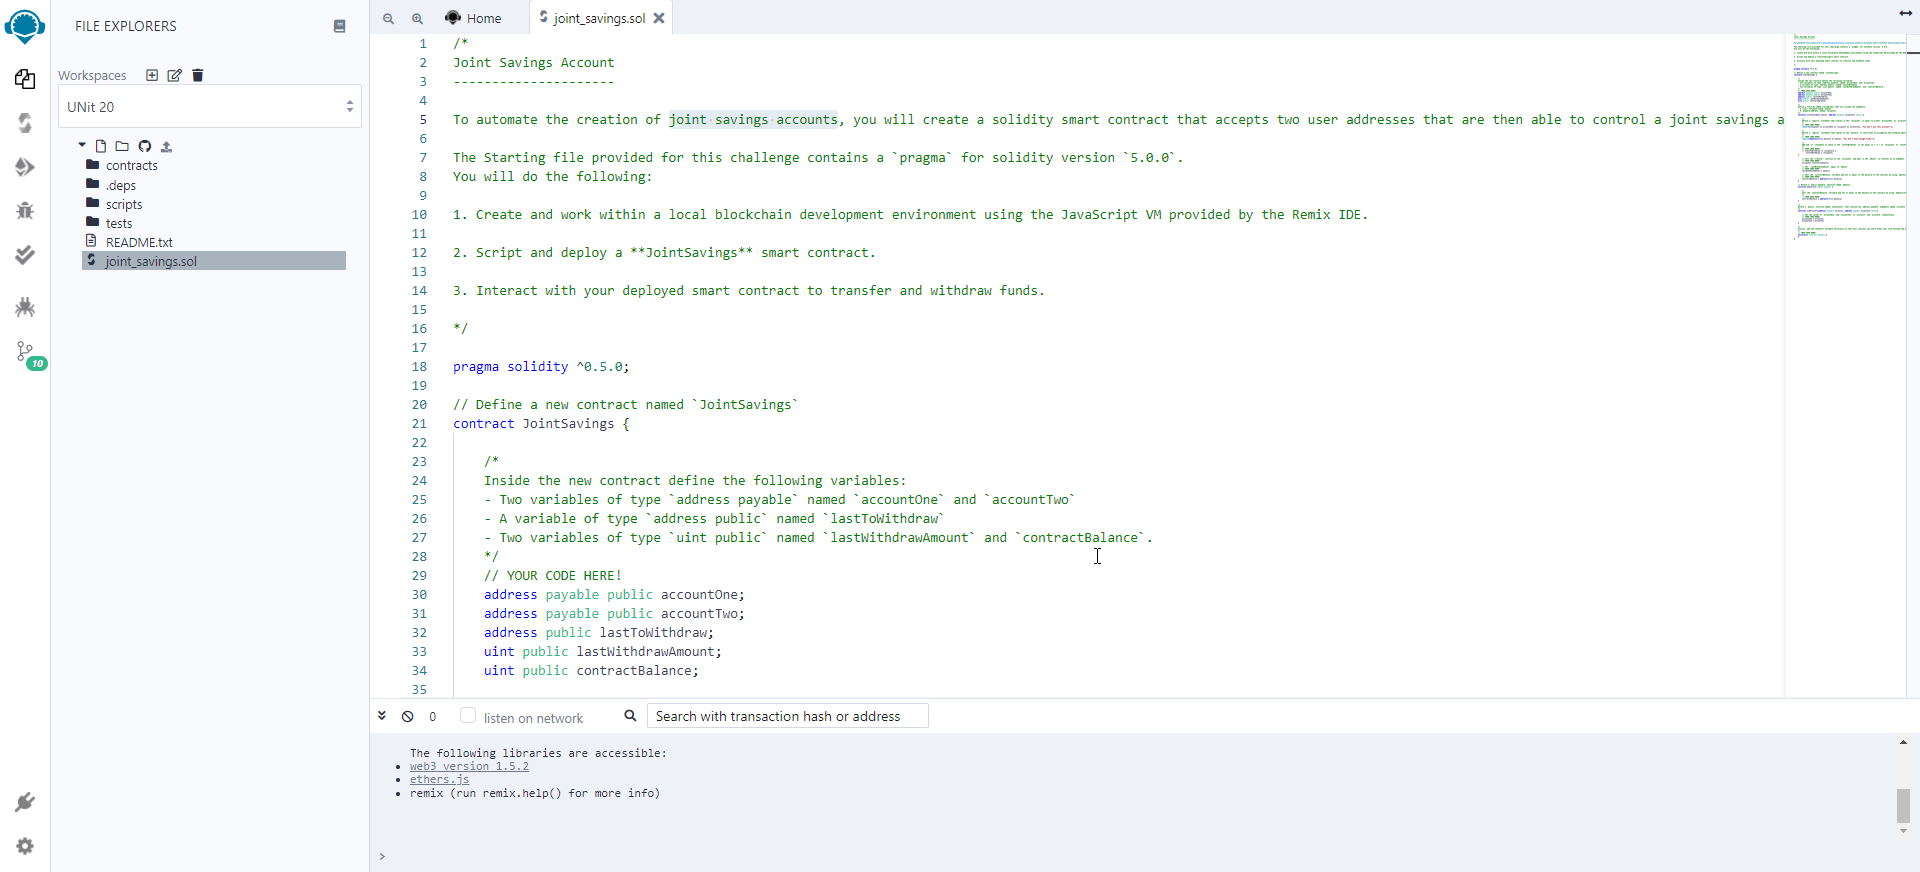 FILE EXPLORERS
Workspaces
UNit 20
contracts
.deps
scripts
tests
README.txt
joint_savings.sol
10
Home
joint_savings.sol
1 /*
2 Joint Savings Account
3 ---------------------
4
5 To automate the creation of joint savings accounts, you will create a solidity smart contract that accepts two user addresses that are then able to control a joint savings a
6
7 The Starting file provided for this challenge contains a `pragma` for solidity version `5.0.0`.
8 You will do the following:
9
10 1. Create and work within a local blockchain development environment using the JavaScript VM provided by the Remix IDE.
11
12 2. Script and deploy a **JointSavings** smart contract.
13
14 3. Interact with your deployed smart contract to transfer and withdraw funds.
15
16 */
17
18 pragma solidity ^0.5.0;
19
20 // Define a new contract named `JointSavings`
21 contract JointSavings {
22
23 /*
24 Inside the new contract define the following variables:
25 - Two variables of type `address payable` named `accountOne` and `accountTwo`
26 - A variable of type `address public` named `lastToWithdraw`
27 - Two variables of type `uint public` named `lastWithdrawAmount` and `contractBalance`.
28 */
29 // YOUR CODE HERE!
30 address payable public accountOne;
31 address payable public accountTwo;
32 address public lastToWithdraw;
33 uint public lastWithdrawAmount;
34 uint public contractBalance;
35
0 listen on network Search with transaction hash or address
The following libraries are accessible:
• web3 version 1.5.2
• ethers.js
• remix (run remix.help() for more info)
>